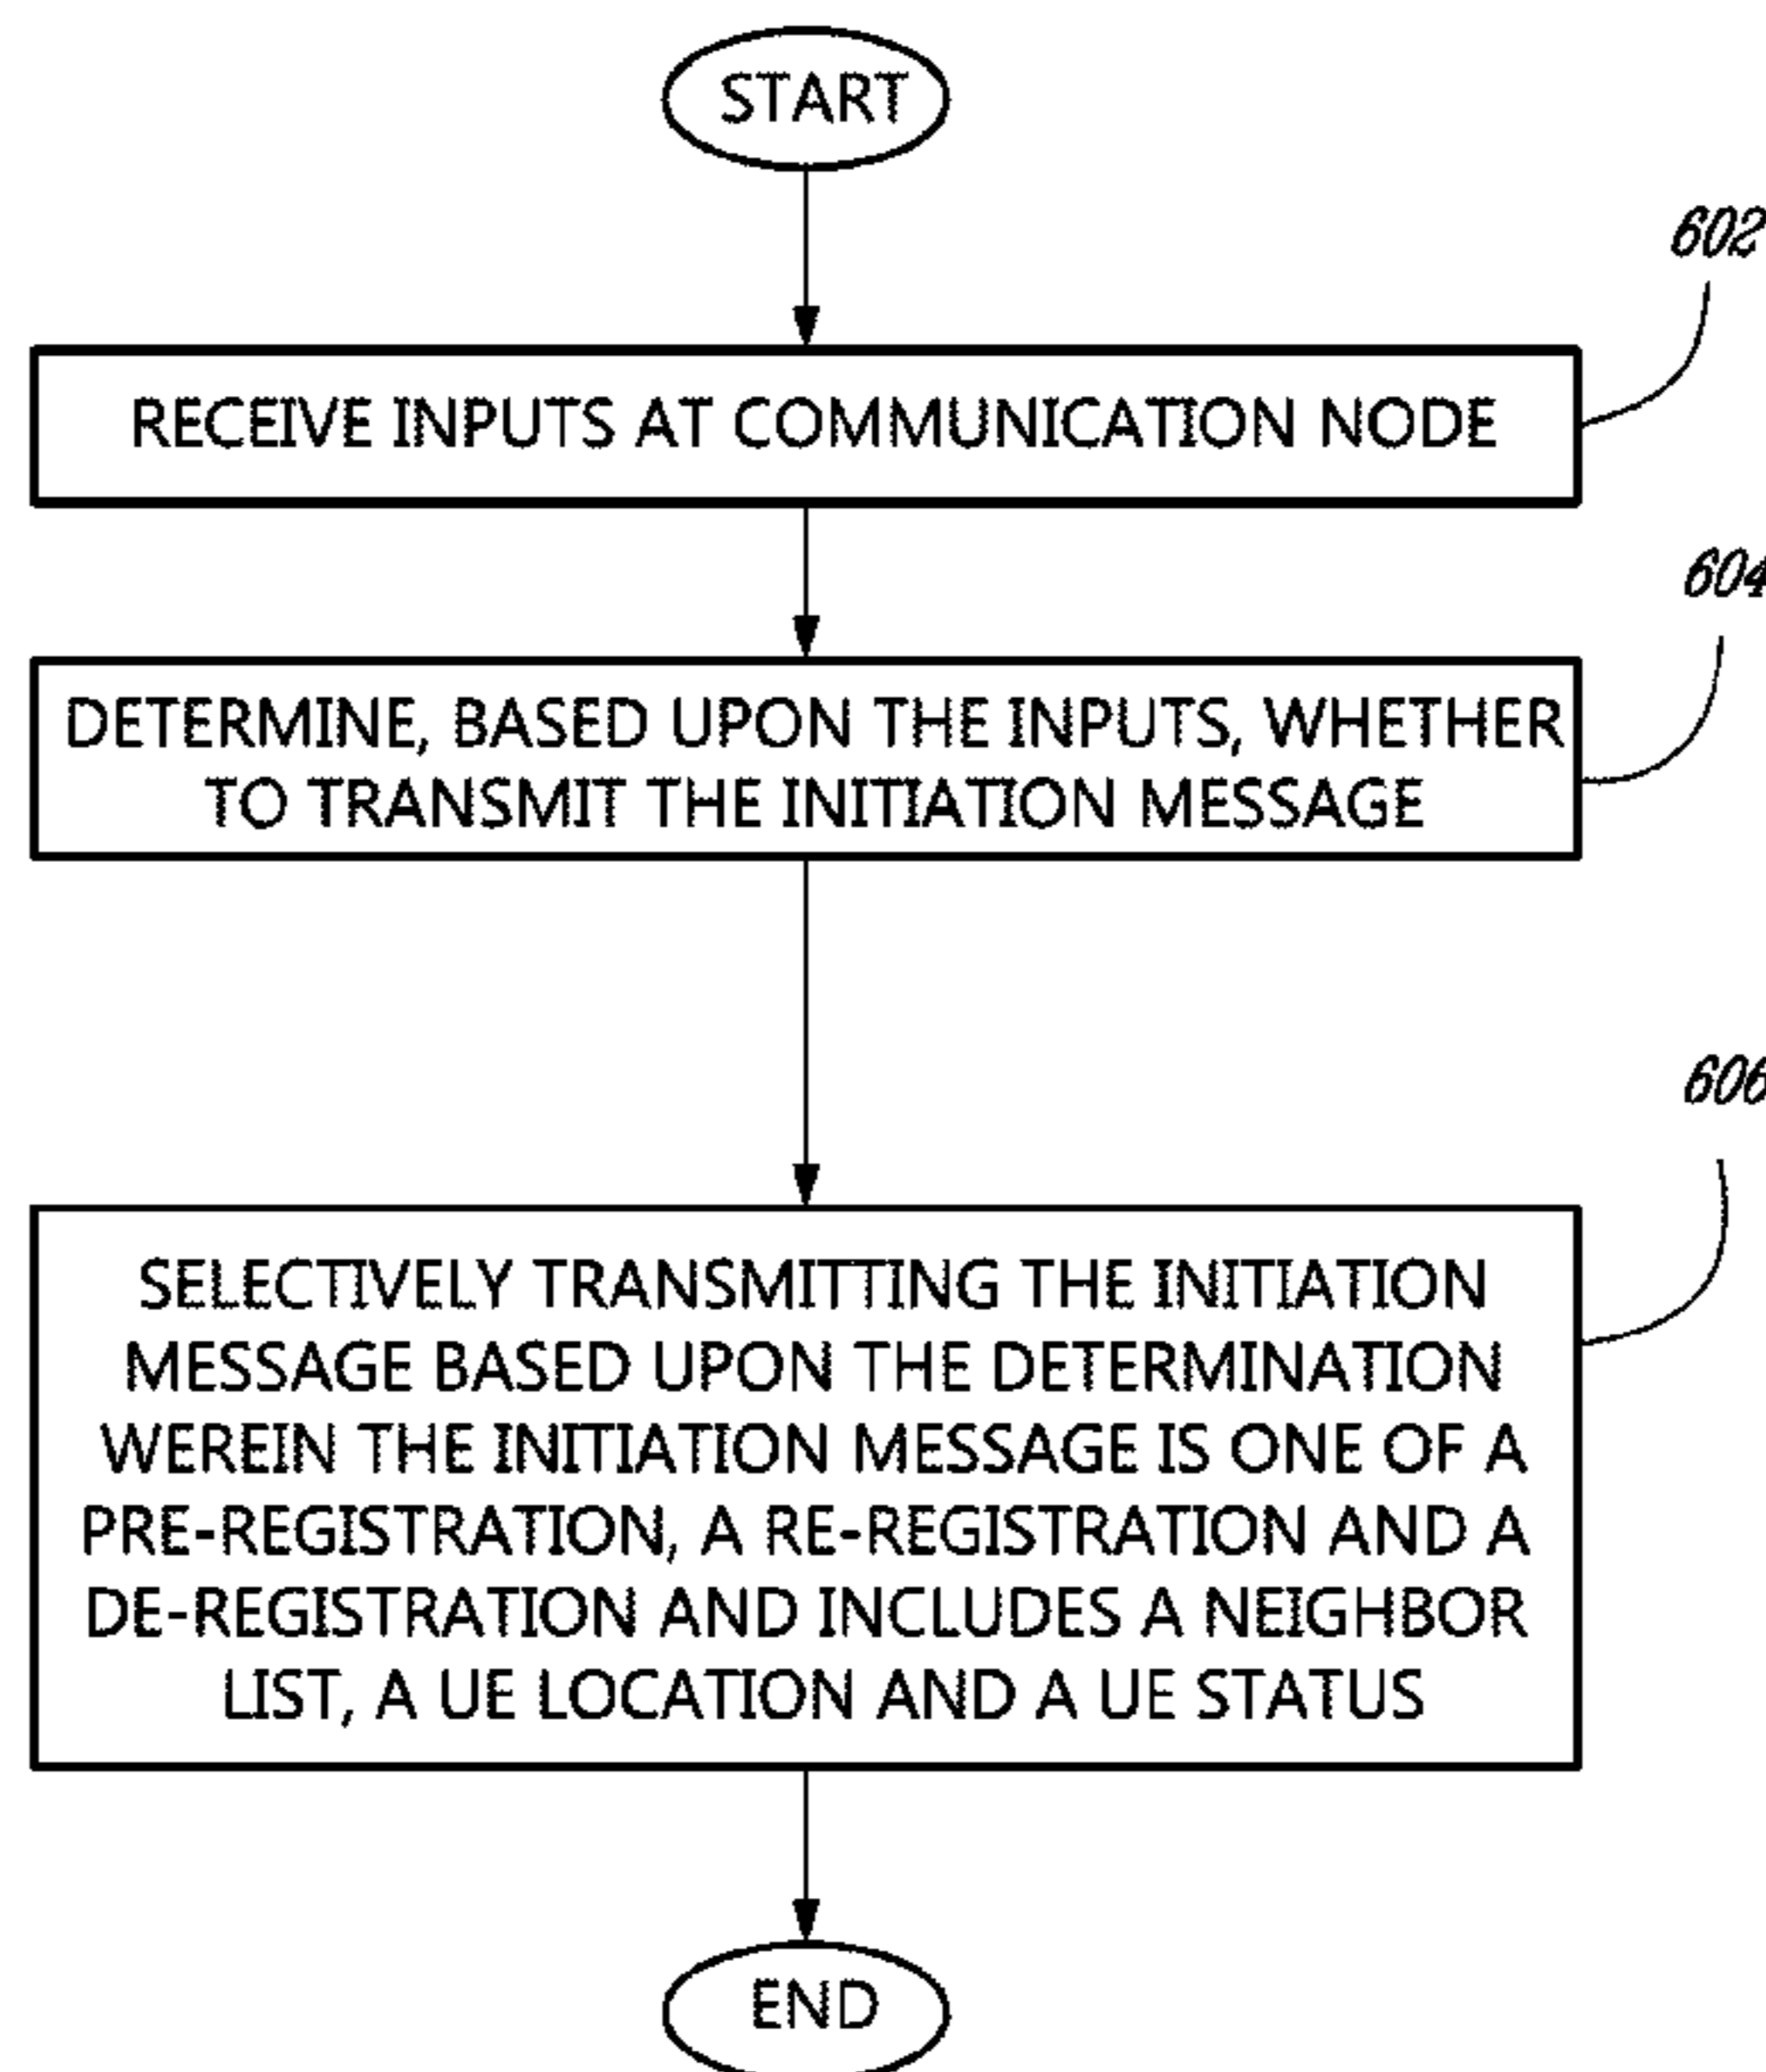 START
602
RECEIVE INPUTS AT COMMUNICATION NODE
604
DETERMINE, BASED UPON THE INPUTS, WHETHER
TO TRANSMIT THE INITIATION MESSAGE
606
SELECTIVELY TRANSMITTING THE INITIATION
MESSAGE BASED UPON THE DETERMINATION
WEREIN THE INITIATION MESSAGE IS ONE OF A
PRE-REGISTRATION, A RE-REGISTRATION AND A
DE-REGISTRATION AND INCLUDES A NEIGHBOR
LIST, A UE LOCATION AND A UE STATUS
END